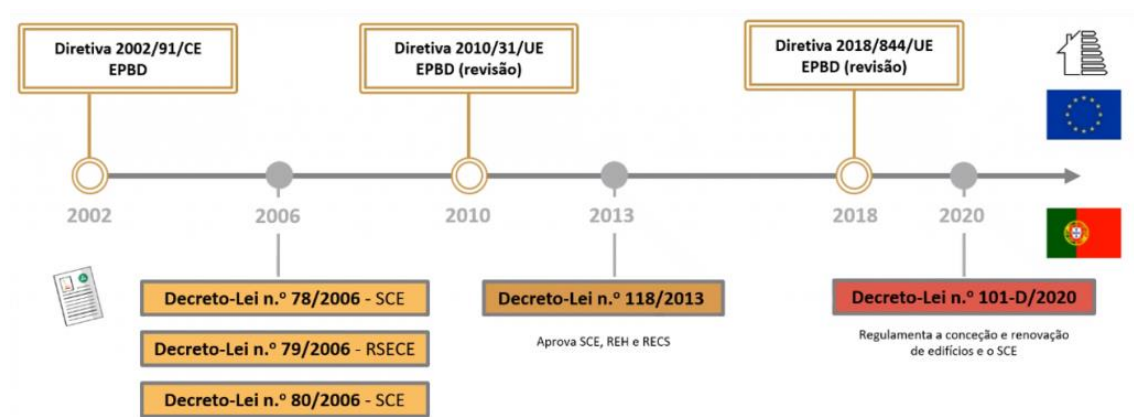 Diretiva 2002/91/CE
EPBD
Diretiva 2010/31/UE
EPBD (revisão)
Diretiva 2018/844/UE
EPBD (revisão)
2002
2006
2010
2013
2018
2020
Decreto-Lei n.º 78/2006 - SCE
Decreto-Lei n.º 79/2006 - RSECE
Decreto-Lei n.º 80/2006 - SCE
Decreto-Lei n.º 118/2013
Aprova SCE, REH e RECS
Decreto-Lei n.º 101-D/2020
Regulamenta a conceção e renovação
de edifícios e o SCE